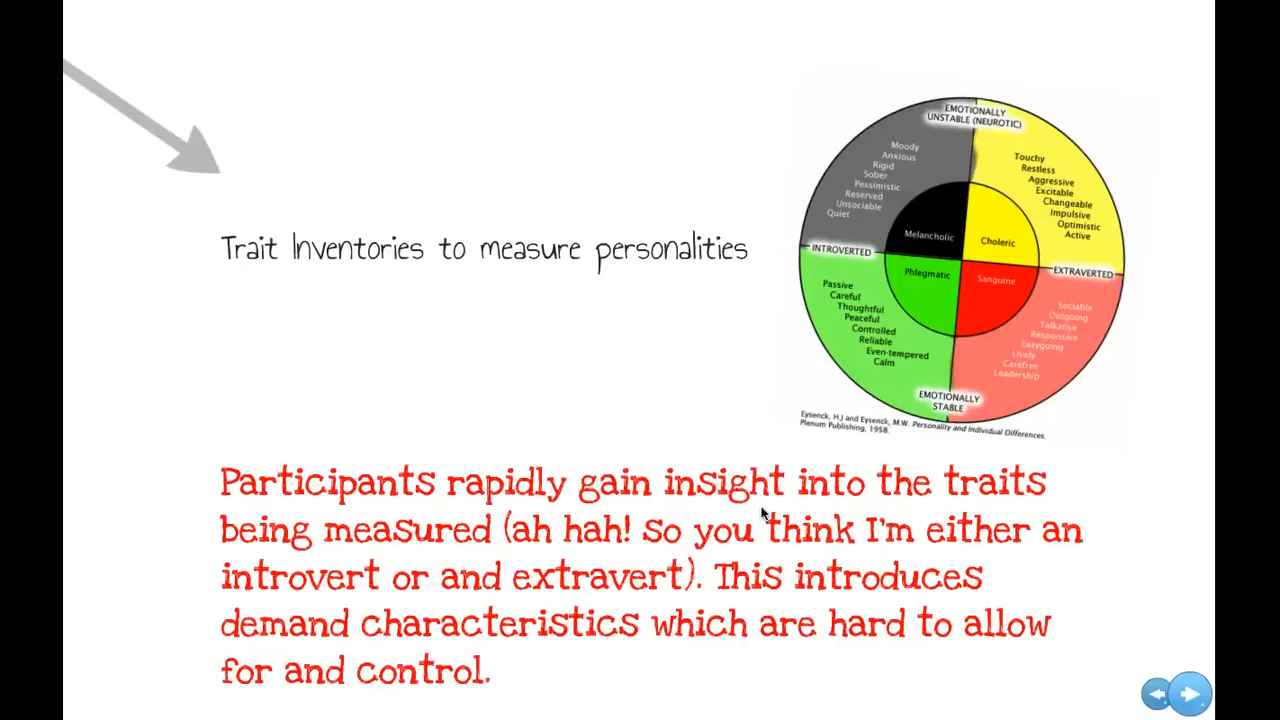 Trait Inventories to measure personalities
EMOTIONALLY
UNSTABLE (NEUROTIC)
Moody
Anxious
Rigid
Sober
Pessimistic
Reserved
Unsociable
Quiet
Touchy
Restless
Aggressive
Excitable
Changeable
Impulsive
Optimistic
Active
Melancholic
Choleric
INTROVERTED
EXTRAVERTED
Phlegmatic
Sanguine
Passive
Careful
Thoughtful
Peaceful
Controlled
Reliable
Even-tempered
Calm
Sociable
Outgoing
Talkative
Responsive
Easygoing
Lively
Carefree
Leadership
EMOTIONALLY
STABLE
Eysenck, H.J and Eysenck, M.W. Personality and Individual Differences.
Plenum Publishing, 1958.
Participants rapidly gain insight into the traits
being measured (ah hah! so you think I'm either an
introvert or and extravert). This introduces
demand characteristics which are hard to allow
for and control.